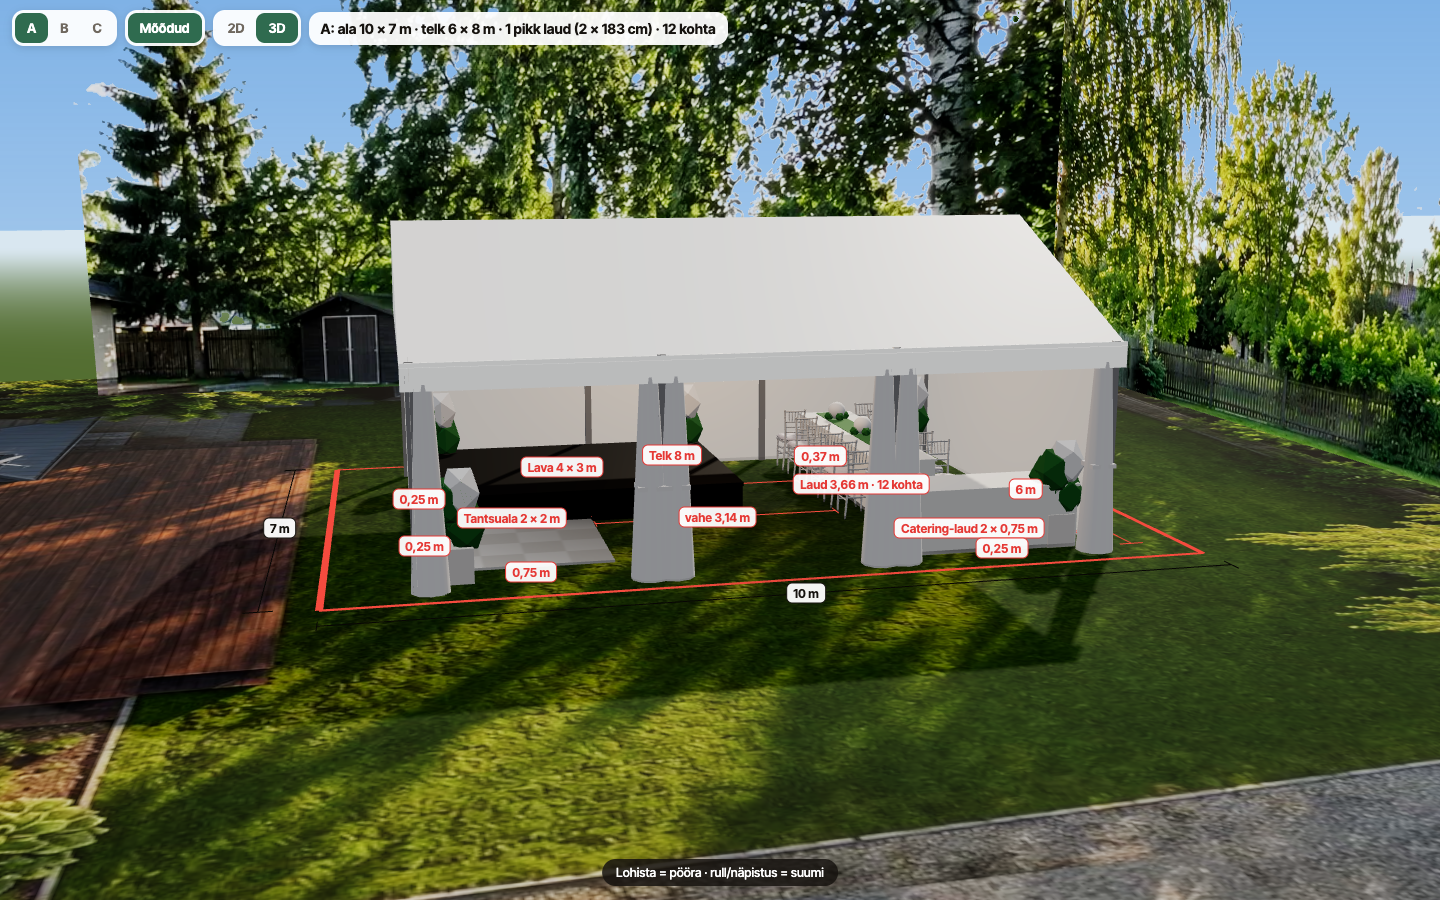 A B C Mõõdud 2D 3D A: ala 10 × 7 m · telk 6 × 8 m · 1 pikk laud (2 × 183 cm) · 12 kohta
Telk 8 m
0,37 m
Lava 4 × 3 m
Laud 3,66 m · 12 kohta
6 m
0,25 m
Tantsuala 2 × 2 m
vahe 3,14 m
7 m
Catering-laud 2 × 0,75 m
0,25 m
0,25 m
0,75 m
10 m
Lohista = pööra · rull/näpistus = suumi